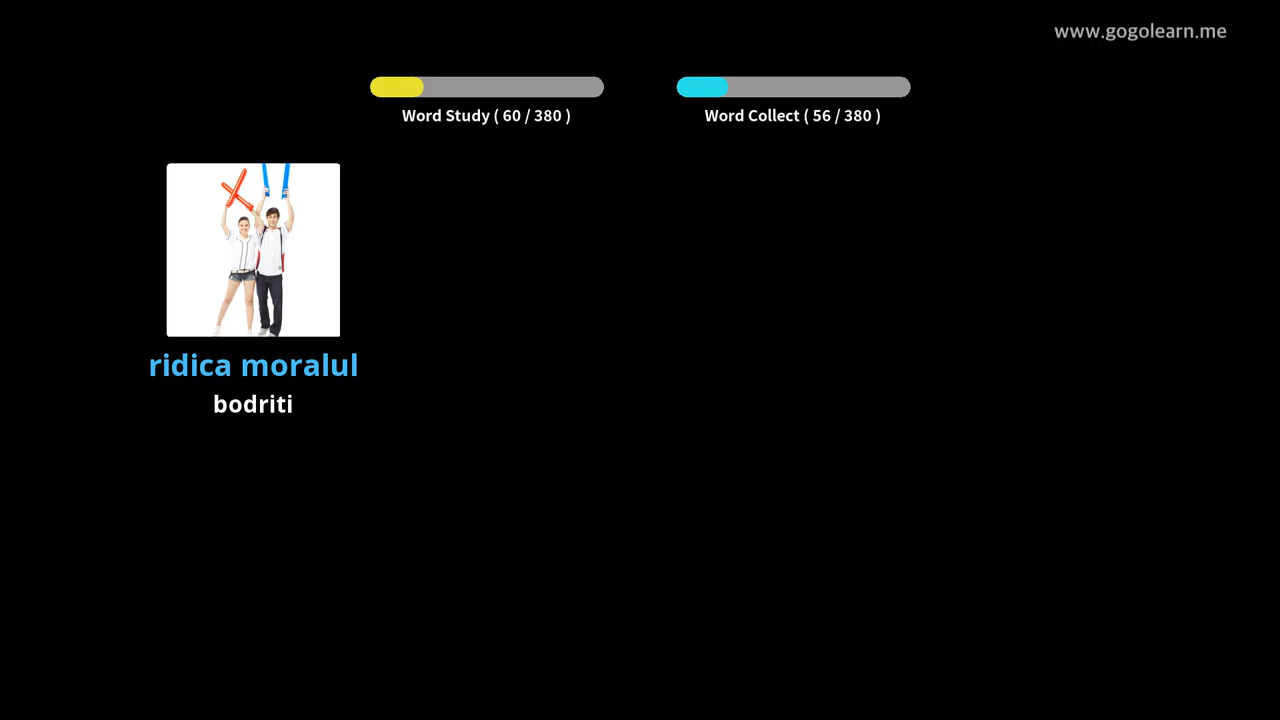 www.gogolearn.me
Word Study ( 60 / 380 )
Word Collect ( 56 / 380 )
ridica moralul
bodriti